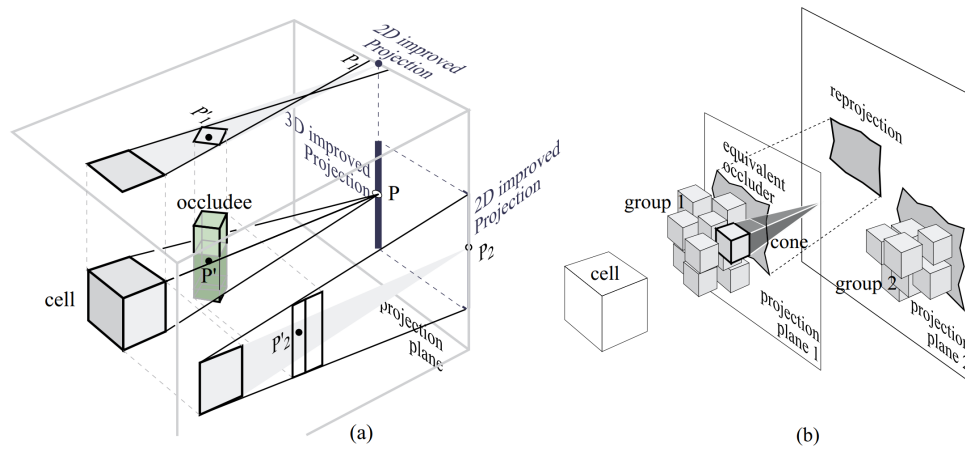 2D improved
Projection
P1
P'1
3D improved
Projection
occludee
P
2D improved
Projection
P'
cell
P2
P'2
projection
plane
(a)
reprojection
equivalent
occluder
group 1
cone
cell
group 2
projection
plane 1
projection
plane 2
(b)